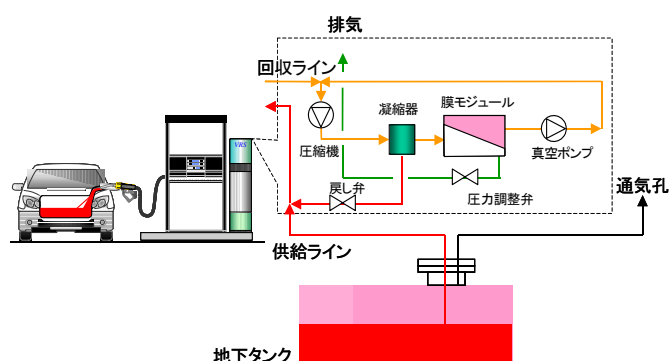 排気
回収ライン
凝縮器
膜モジュール
圧縮機
真空ポンプ
VRS
戻し弁
圧力調整弁
通気孔
供給ライン
地下タンク